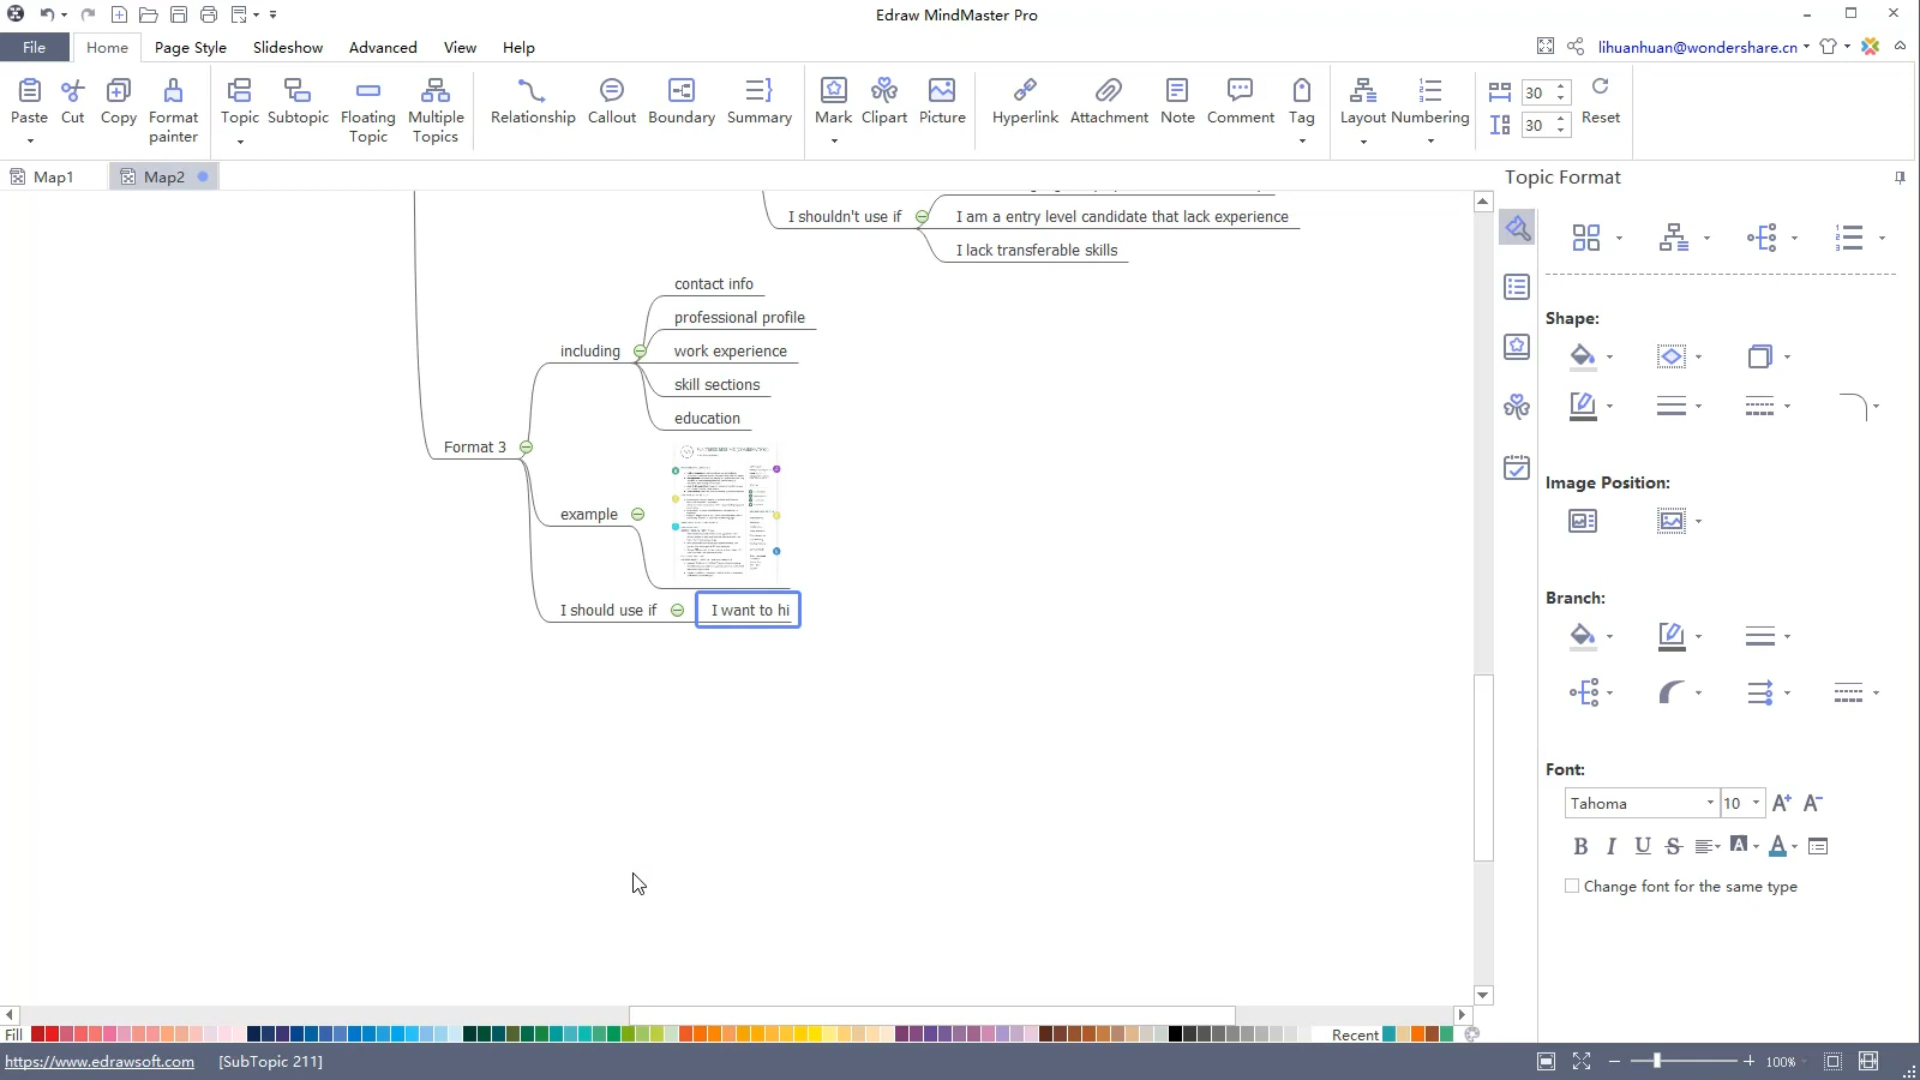 Edraw MindMaster Pro
File
Home
Page Style
Slideshow
Advanced
View
Help
lihuanhuan@wondershare.cn
Paste
Cut
Copy
Format painter
Topic
Subtopic
Floating Topic
Multiple Topics
Relationship
Callout
Boundary
Summary
Mark
Clipart
Picture
Hyperlink
Attachment
Note
Comment
Tag
Layout
Numbering
30
30
Reset
Map1
Map2
Topic Format
I shouldn't use if
I am a entry level candidate that lack experience
I lack transferable skills
contact info
professional profile
including
work experience
skill sections
education
Format 3
example
I should use if
I want to hi
Shape:
Image Position:
Branch:
Font:
Tahoma
10
A+
A-
B I U S A A
Change font for the same type
Fill
Recent
https://www.edrawsoft.com
[SubTopic 211]
100%